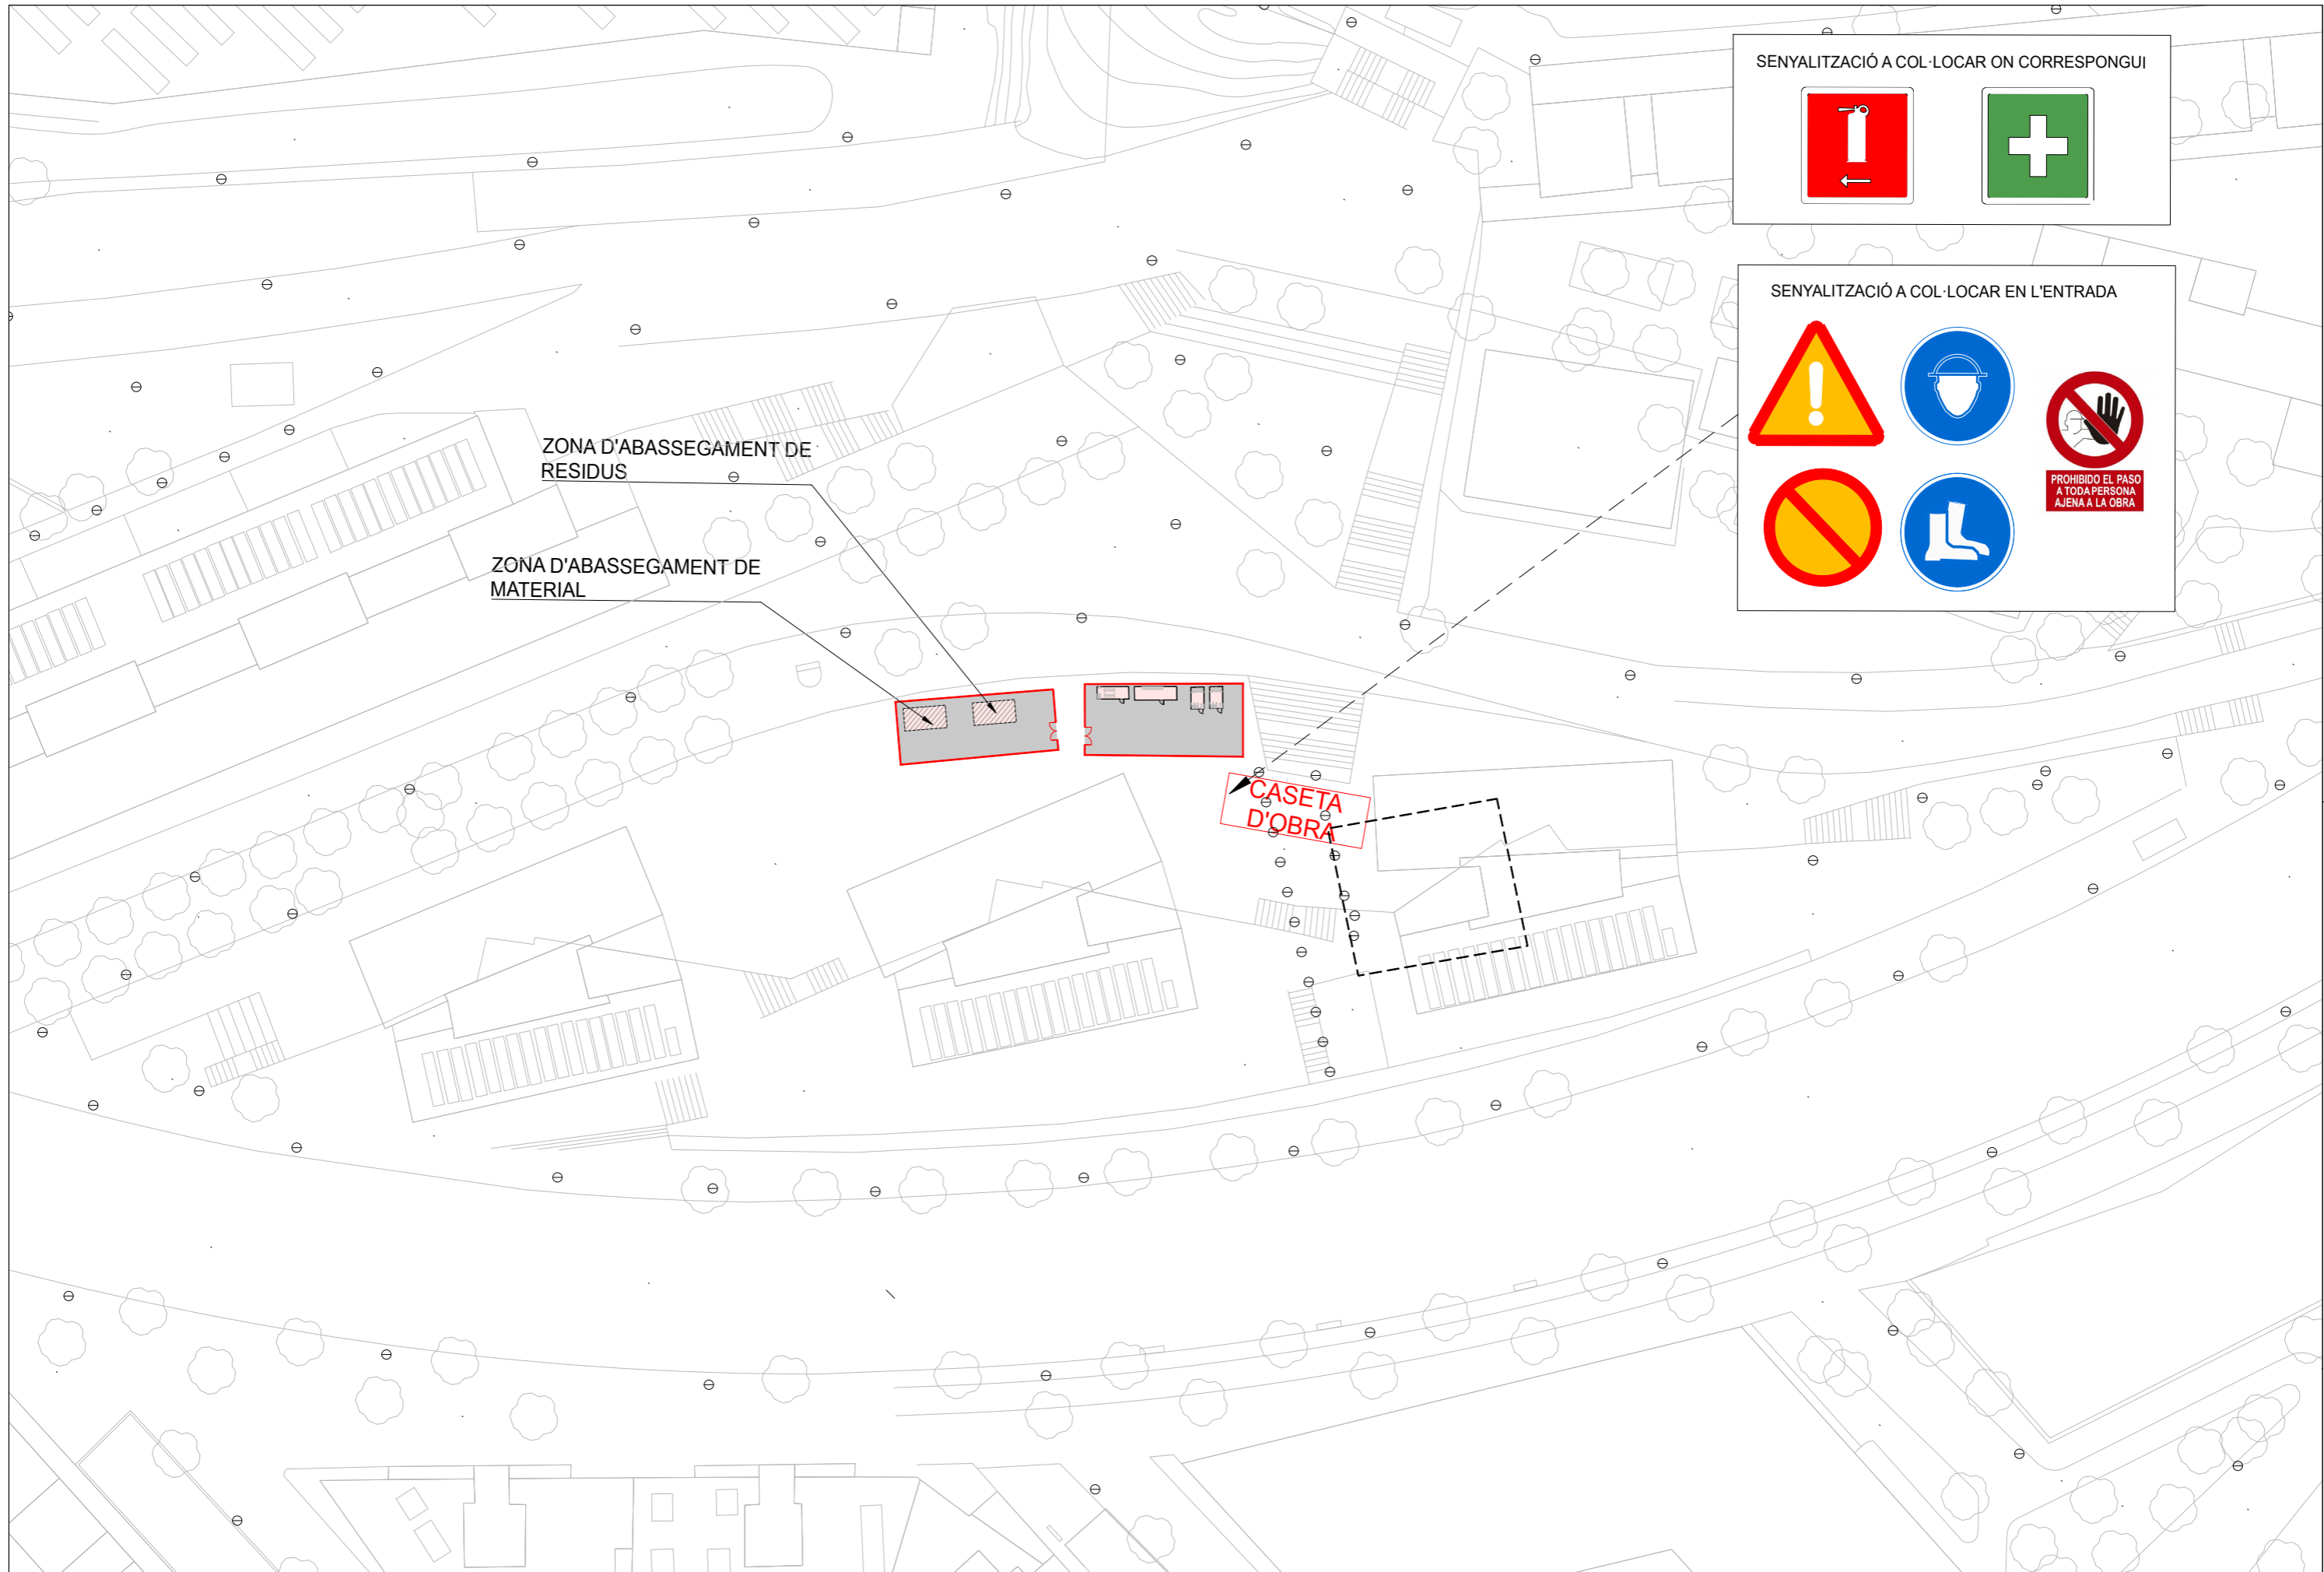 SENYALITZACIÓ A COL·LOCAR ON CORRESPONGUI
SENYALITZACIÓ A COL·LOCAR EN L'ENTRADA
PROHIBIDO EL PASO
A TODA PERSONA
AJENA A LA OBRA
ZONA D'ABASSEGAMENT DE
RESIDUS
ZONA D'ABASSEGAMENT DE
MATERIAL
CASETA
D'OBRA